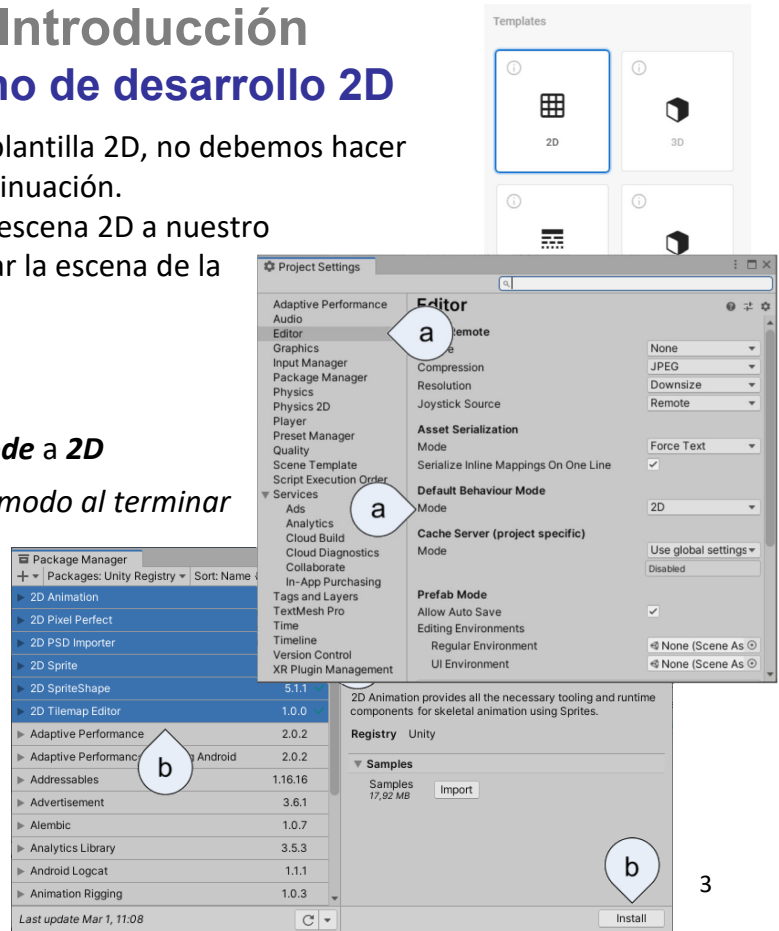 Introducción
no de desarrollo 2D
plantilla 2D, no debemos hacer
tinuación.
escena 2D a nuestro
ar la escena de la
de a 2D
modo al terminar
Templates
2D
3D
Project Settings
Adaptive Performance
Audio
Editor
Graphics
Input Manager
Package Manager
Physics
Physics 2D
Player
Preset Manager
Quality
Scene Template
Script Execution Order
Services
Ads
Analytics
Cloud Build
Cloud Diagnostics
Collaborate
In-App Purchasing
Tags and Layers
TextMesh Pro
Time
Timeline
Version Control
XR Plugin Management
Editor
a
Remote
None
Compression JPEG
Resolution Downsize
Joystick Source Remote
Asset Serialization
Mode Force Text
Serialize Inline Mappings On One Line
Default Behaviour Mode
a
Mode 2D
Cache Server (project specific)
Mode Use global settings
Disabled
Prefab Mode
Allow Auto Save
Editing Environments
Regular Environment None (Scene As
UI Environment None (Scene As
Package Manager
Packages: Unity Registry Sort: Name
2D Animation
2D Pixel Perfect
2D PSD Importer
2D Sprite
2D SpriteShape 5.1.1
2D Tilemap Editor 1.0.0
Adaptive Performance 2.0.2
Adaptive Performance Android 2.0.2
b
Addressables 1.16.16
Advertisement 3.6.1
Alembic 1.0.7
Analytics Library 3.5.3
Android Logcat 1.1.1
Animation Rigging 1.0.3
Last update Mar 1, 11:08
2D Animation provides all the necessary tooling and runtime
components for skeletal animation using Sprites.
Registry Unity
Samples
Samples
17,92 MB
Import
b
Install
3